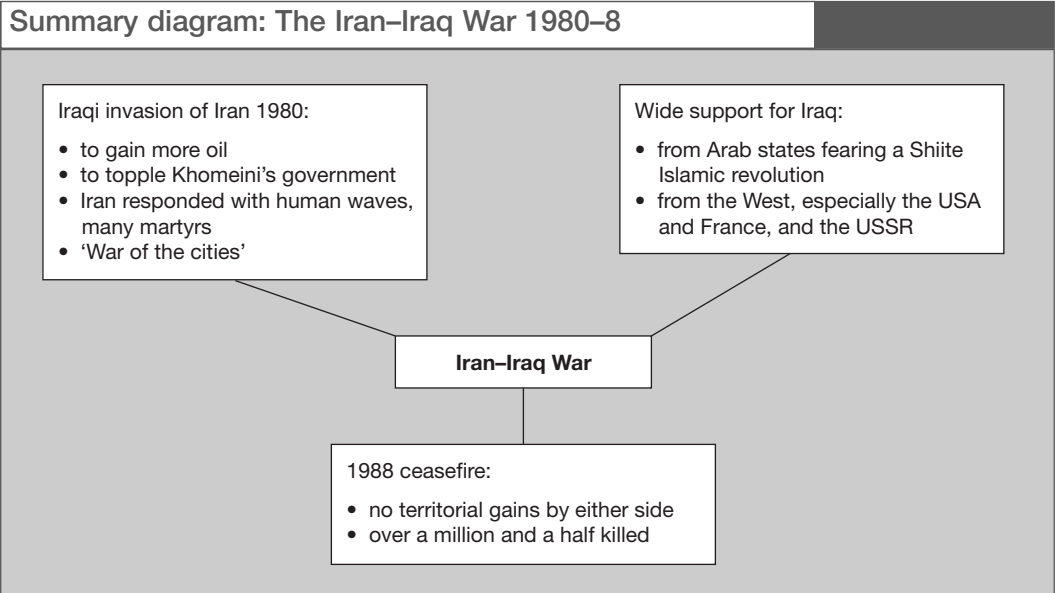 Summary diagram: The Iran–Iraq War 1980–8
Iraqi invasion of Iran 1980:
• to gain more oil
• to topple Khomeini’s government
• Iran responded with human waves,
many martyrs
• ‘War of the cities’
Wide support for Iraq:
• from Arab states fearing a Shiite
Islamic revolution
• from the West, especially the USA
and France, and the USSR
Iran–Iraq War
1988 ceasefire:
• no territorial gains by either side
• over a million and a half killed